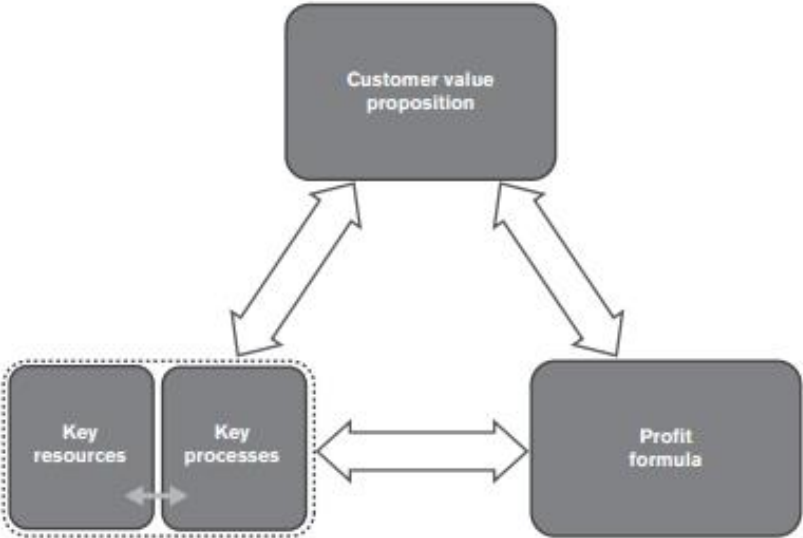 Customer value
proposition
Key
resources
Key
processes
Profit
formula